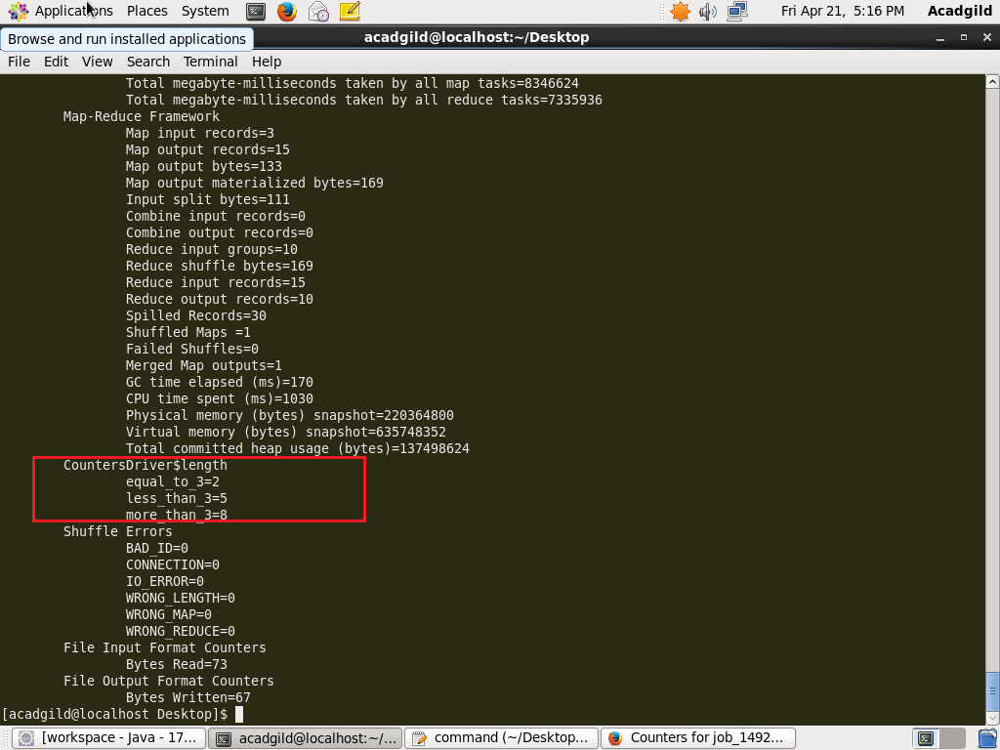 Applications Places System Fri Apr 21, 5:16 PM Acadgild
Browse and run installed applications
acadgild@localhost:~/Desktop
File Edit View Search Terminal Help
Total megabyte-milliseconds taken by all map tasks=8346624
Total megabyte-milliseconds taken by all reduce tasks=7335936
Map-Reduce Framework
Map input records=3
Map output records=15
Map output bytes=133
Map output materialized bytes=169
Input split bytes=111
Combine input records=0
Combine output records=0
Reduce input groups=10
Reduce shuffle bytes=169
Reduce input records=15
Reduce output records=10
Spilled Records=30
Shuffled Maps =1
Failed Shuffles=0
Merged Map outputs=1
GC time elapsed (ms)=170
CPU time spent (ms)=1030
Physical memory (bytes) snapshot=220364800
Virtual memory (bytes) snapshot=635748352
Total committed heap usage (bytes)=137498624
CountersDriver$length
equal_to_3=2
less_than_3=5
more_than_3=8
Shuffle Errors
BAD_ID=0
CONNECTION=0
IO_ERROR=0
WRONG_LENGTH=0
WRONG_MAP=0
WRONG_REDUCE=0
File Input Format Counters
Bytes Read=73
File Output Format Counters
Bytes Written=67
[acadgild@localhost Desktop]$
[workspace - Java - 17... acadgild@localhost:~/... command (~/Desktop... Counters for job_1492...